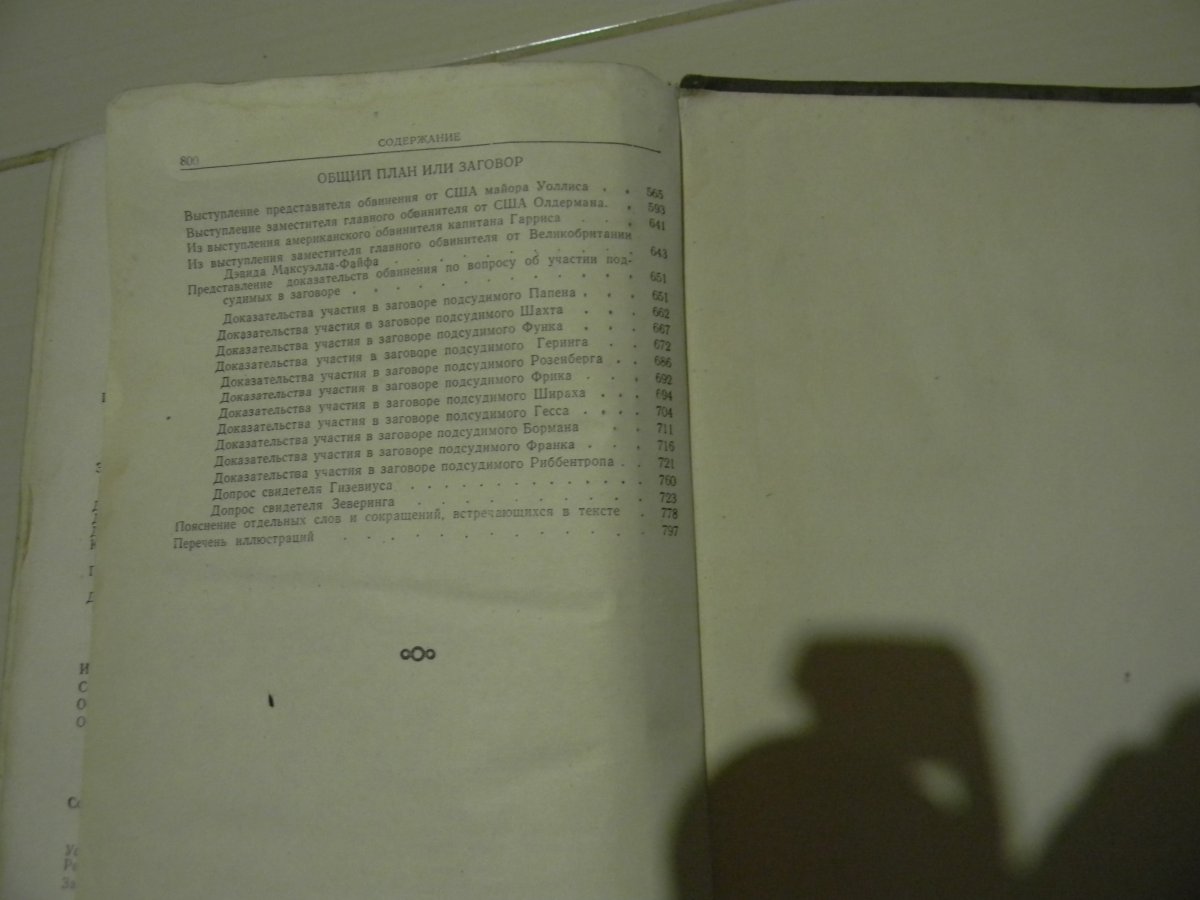 800
СОДЕРЖАНИЕ
ОБЩИЙ ПЛАН ИЛИ ЗАГОВОР
Выступление представителя обвинения от США майора Уоллиса . . 565
Выступление заместителя главного обвинителя от США Олдермана. . 593
Из выступления американского обвинителя капитана Гарриса . . . 641
Из выступления заместителя главного обвинителя от Великобритании
Дэвида Максуэлла-Файфа . . . . . . . . . . 643
Представление доказательств обвинения по вопросу об участии под-
судимых в заговоре . . . . . . . . . . . 651
Доказательства участия в заговоре подсудимого Папена . . . 651
Доказательства участия в заговоре подсудимого Шахта . . . 662
Доказательства участия в заговоре подсудимого Функа . . . 667
Доказательства участия в заговоре подсудимого Геринга . . 672
Доказательства участия в заговоре подсудимого Розенберга . . 686
Доказательства участия в заговоре подсудимого Фрика . . . 692
Доказательства участия в заговоре подсудимого Шираха . . . 694
Доказательства участия в заговоре подсудимого Гесса . . . 704
Доказательства участия в заговоре подсудимого Бормана . . 711
Доказательства участия в заговоре подсудимого Франка . . . 716
Доказательства участия в заговоре подсудимого Риббентропа . . 721
Допрос свидетеля Гизевиуса . . . . . . . . . . . 760
Допрос свидетеля Зеверинга . . . . . . . . . . 723
Пояснение отдельных слов и сокращений, встречающихся в тексте . 778
Перечень иллюстраций . . . . . . . . . . . 797